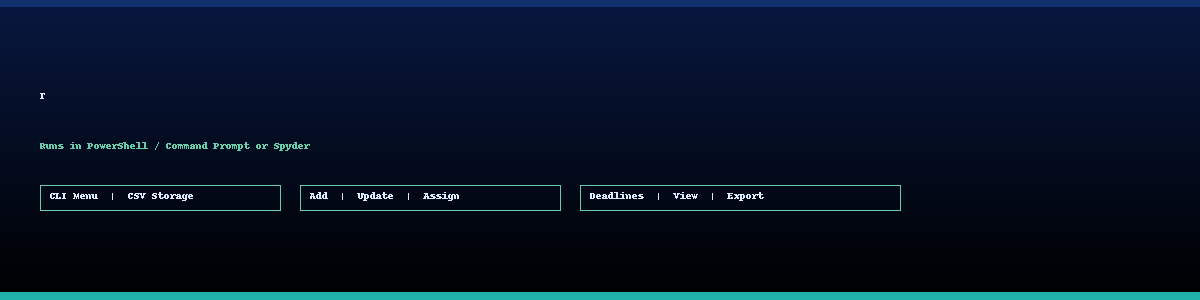 r
Runs in PowerShell / Command Prompt or Spyder
CLI Menu | CSV Storage
Add | Update | Assign
Deadlines | View | Export